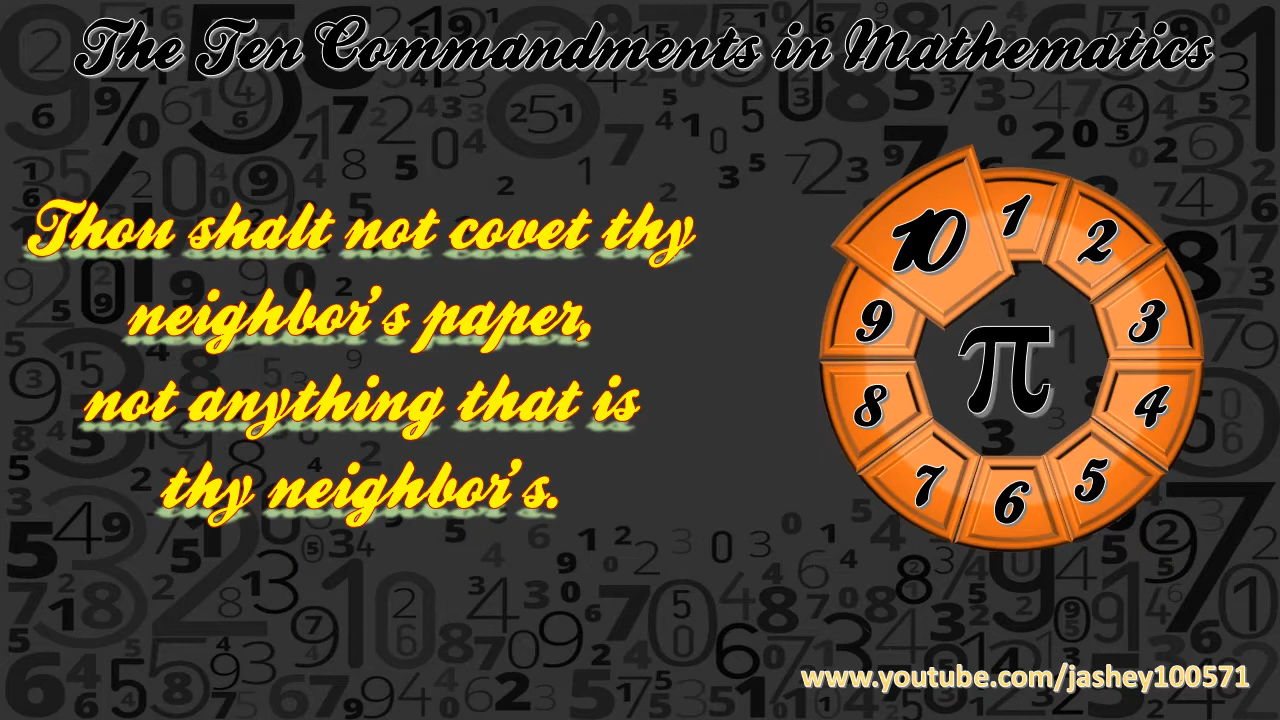 The Ten Commandments in Mathematics
Thou shalt not covet thy
neighbor's paper,
not anything that is
thy neighbor's.
10
1
2
3
4
5
6
7
8
9
π
www.youtube.com/jashey100571